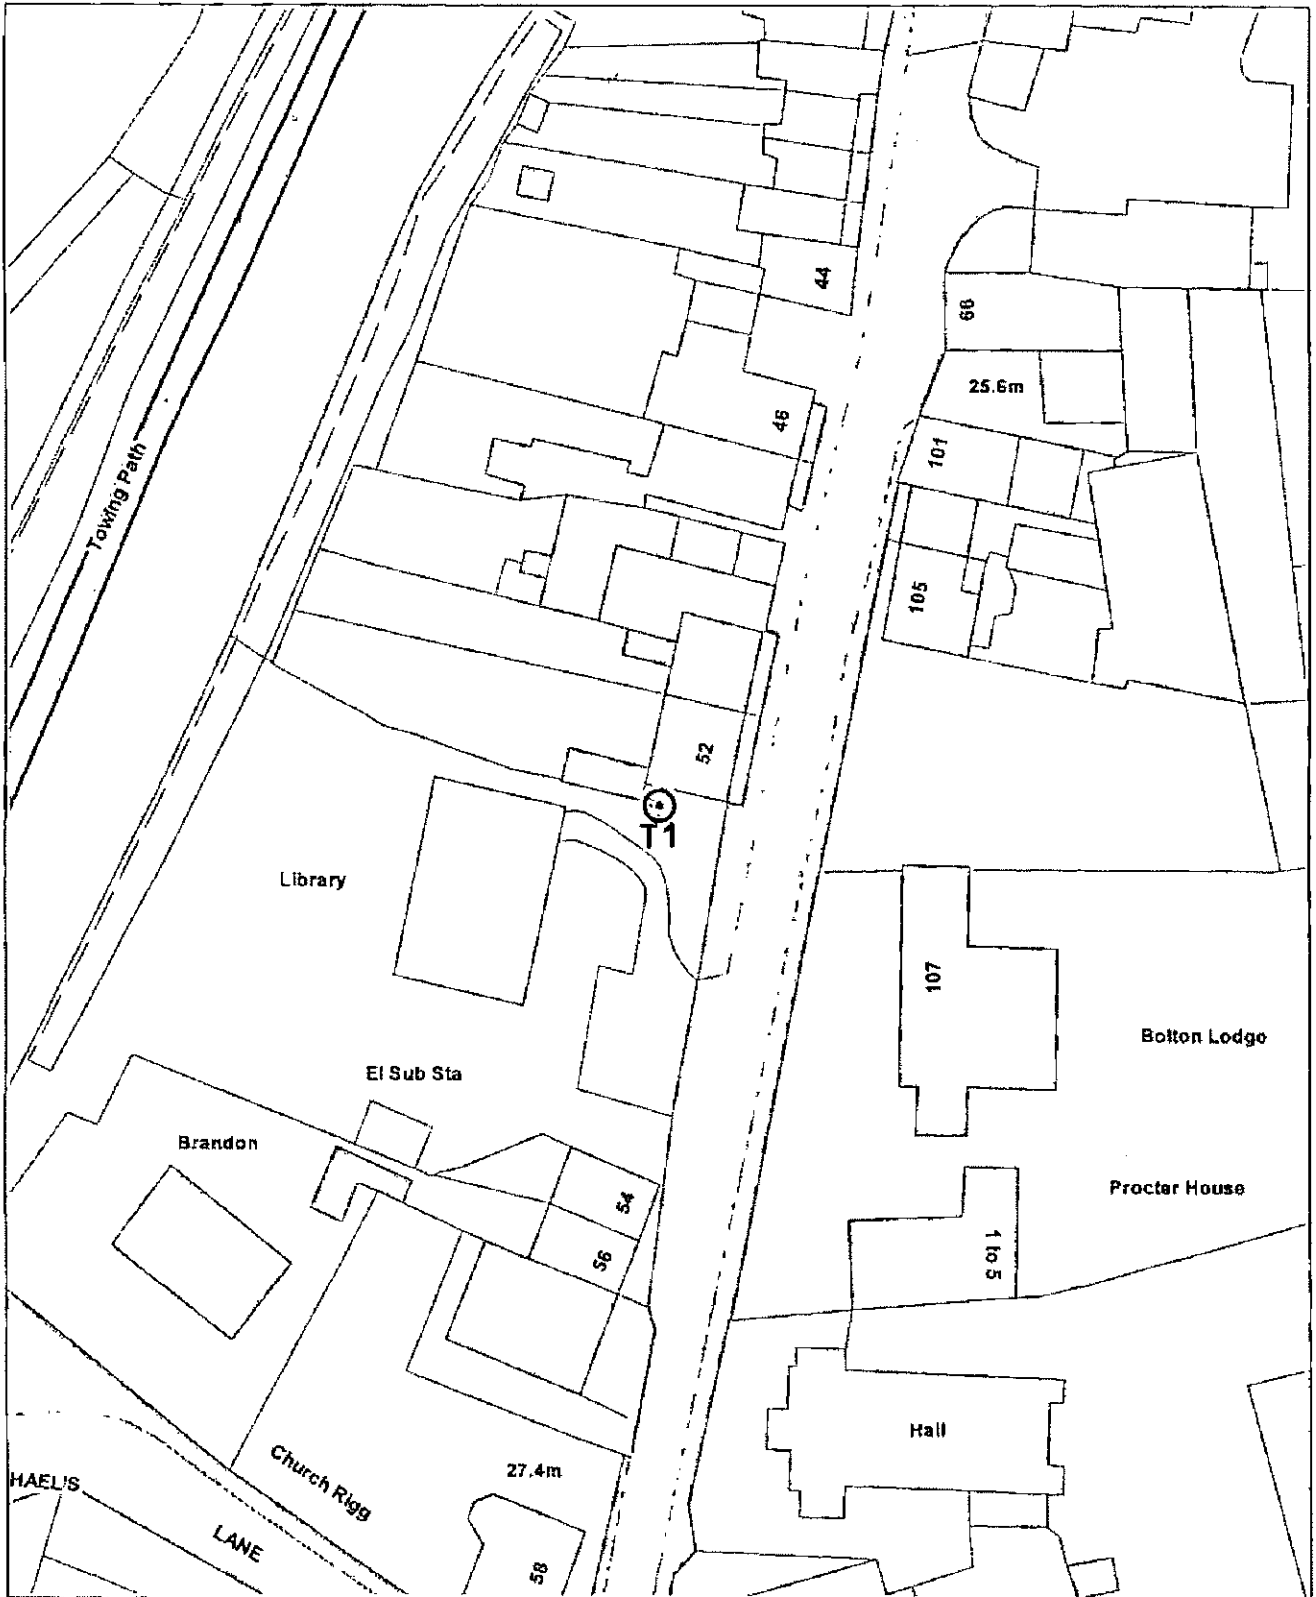 44
66
25.6m
46
101
Towing Path
105
52
T1
Library
107
Bolton Lodge
El Sub Sta
Brandon
Procter House
54
1 to 5
56
Hall
Church Rigg
27.4m
HAEL'S
LANE
58